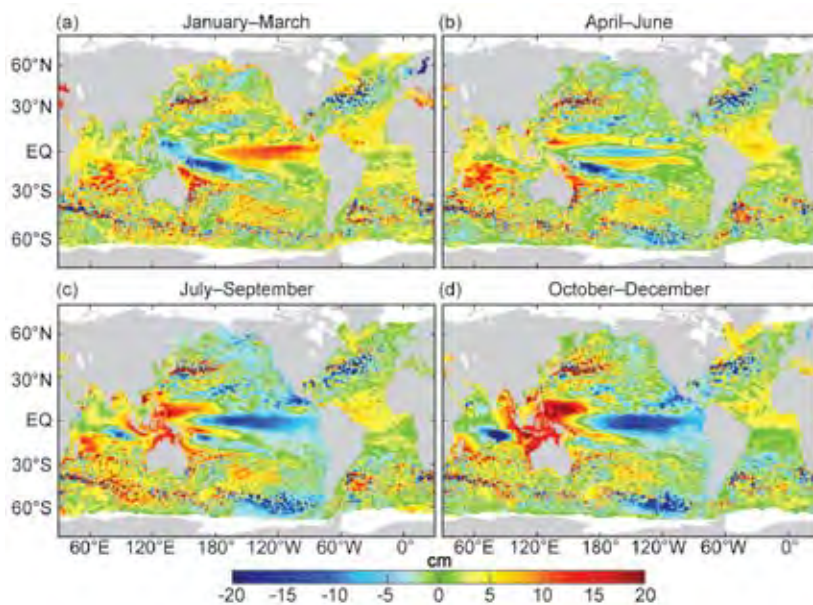 (a) January–March
(b) April–June
60°N
30°N
EQ
30°S
60°S
(c) July–September
(d) October–December
60°N
30°N
EQ
30°S
60°S
60°E 120°E 180° 120°W 60°W 0°
60°E 120°E 180° 120°W 60°W 0°
cm
-20 -15 -10 -5 0 5 10 15 20